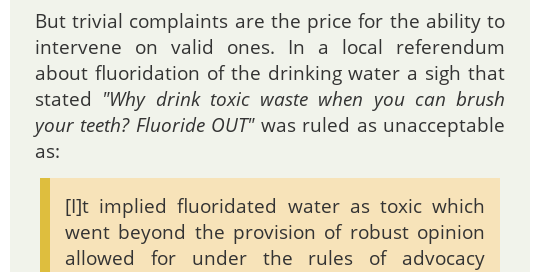 But trivial complaints are the price for the ability to
intervene on valid ones. In a local referendum
about fluoridation of the drinking water a sigh that
stated "Why drink toxic waste when you can brush
your teeth? Fluoride OUT" was ruled as unacceptable
as:
[I]t implied fluoridated water as toxic which
went beyond the provision of robust opinion
allowed for under the rules of advocacy